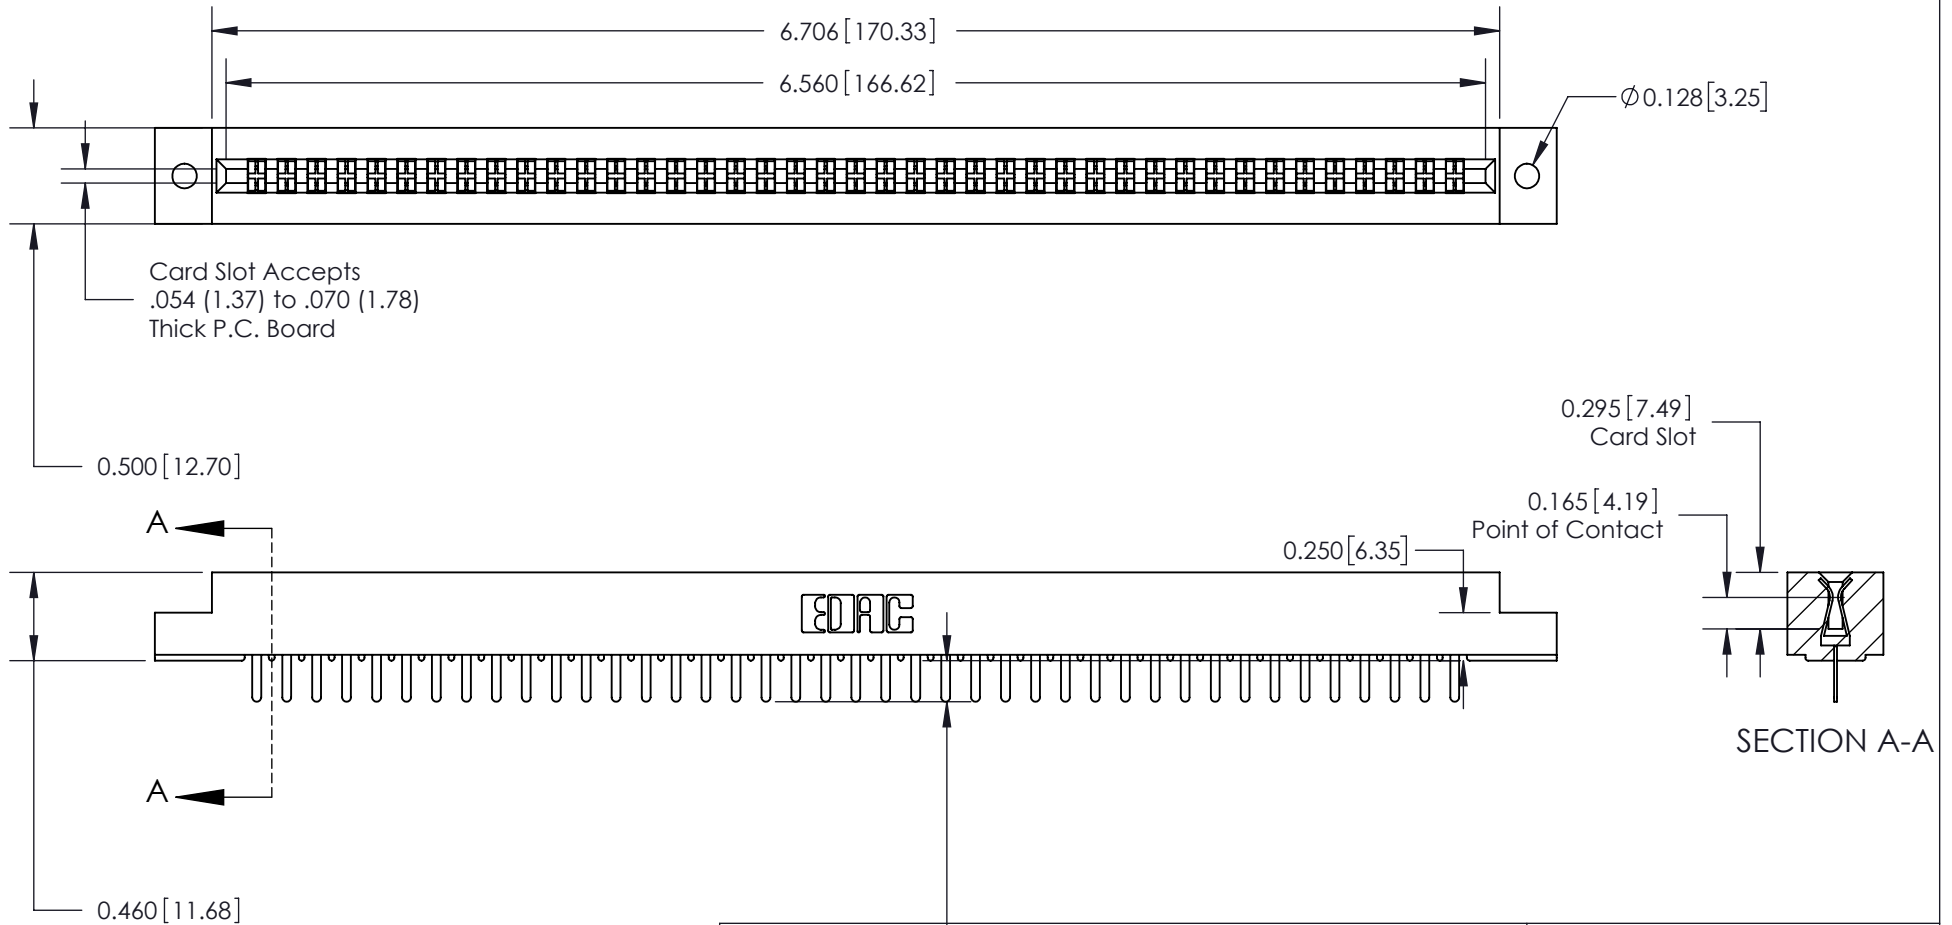 6.706 [170.33]
6.560 [166.62]
Ø0.128 [3.25]
Card Slot Accepts
.054 (1.37) to .070 (1.78)
Thick P.C. Board
0.500 [12.70]
0.295 [7.49]
Card Slot
0.165 [4.19]
Point of Contact
0.250 [6.35]
A
EDAC
A
SECTION A-A
0.460 [11.68]